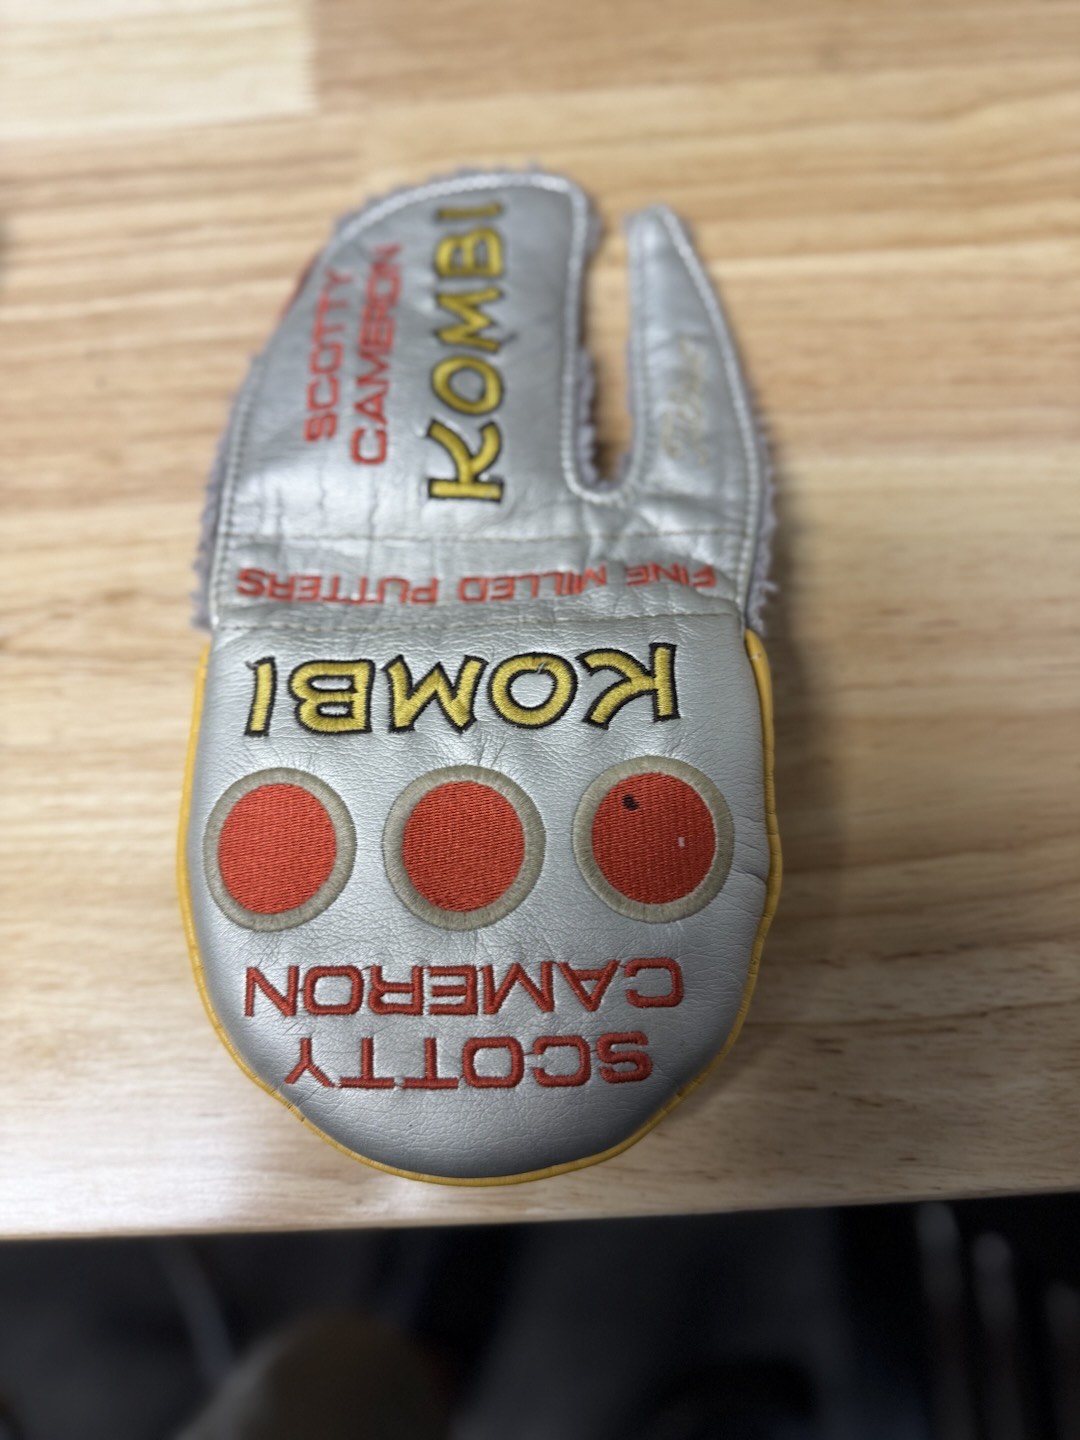 SCOTTY
CAMERON
KOMBI
FINE MILLED PUTTERS
KOMBI
CAMERON
SCOTTY